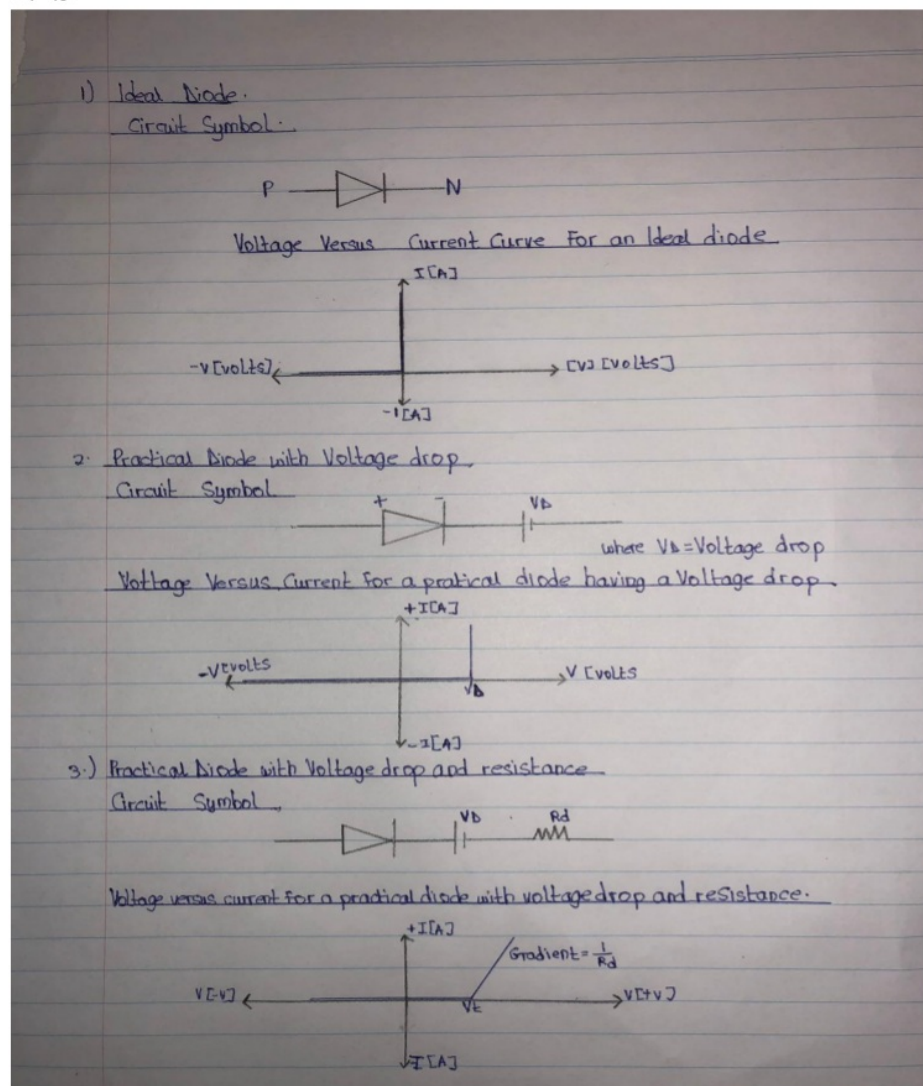 1) Ideal Diode.
Circuit Symbol.
P N
Voltage Versus Current Curve For an Ideal diode
I[A]
-V[volts] [V] [volts]
-I[A]
2. Practical Diode with Voltage drop.
Circuit Symbol
+ - VD
where VD = Voltage drop
Voltage Versus Current For a pratical diode having a Voltage drop.
+I[A]
-V[volts V [volts
VD
-I[A]
3.) Practical Diode with Voltage drop and resistance
Circuit Symbol.
VD Rd
Voltage versus current for a practical diode with voltage drop and resistance.
+I[A]
Gradient = 1/Rd
V[-V] V[+V]
Vt
-I[A]